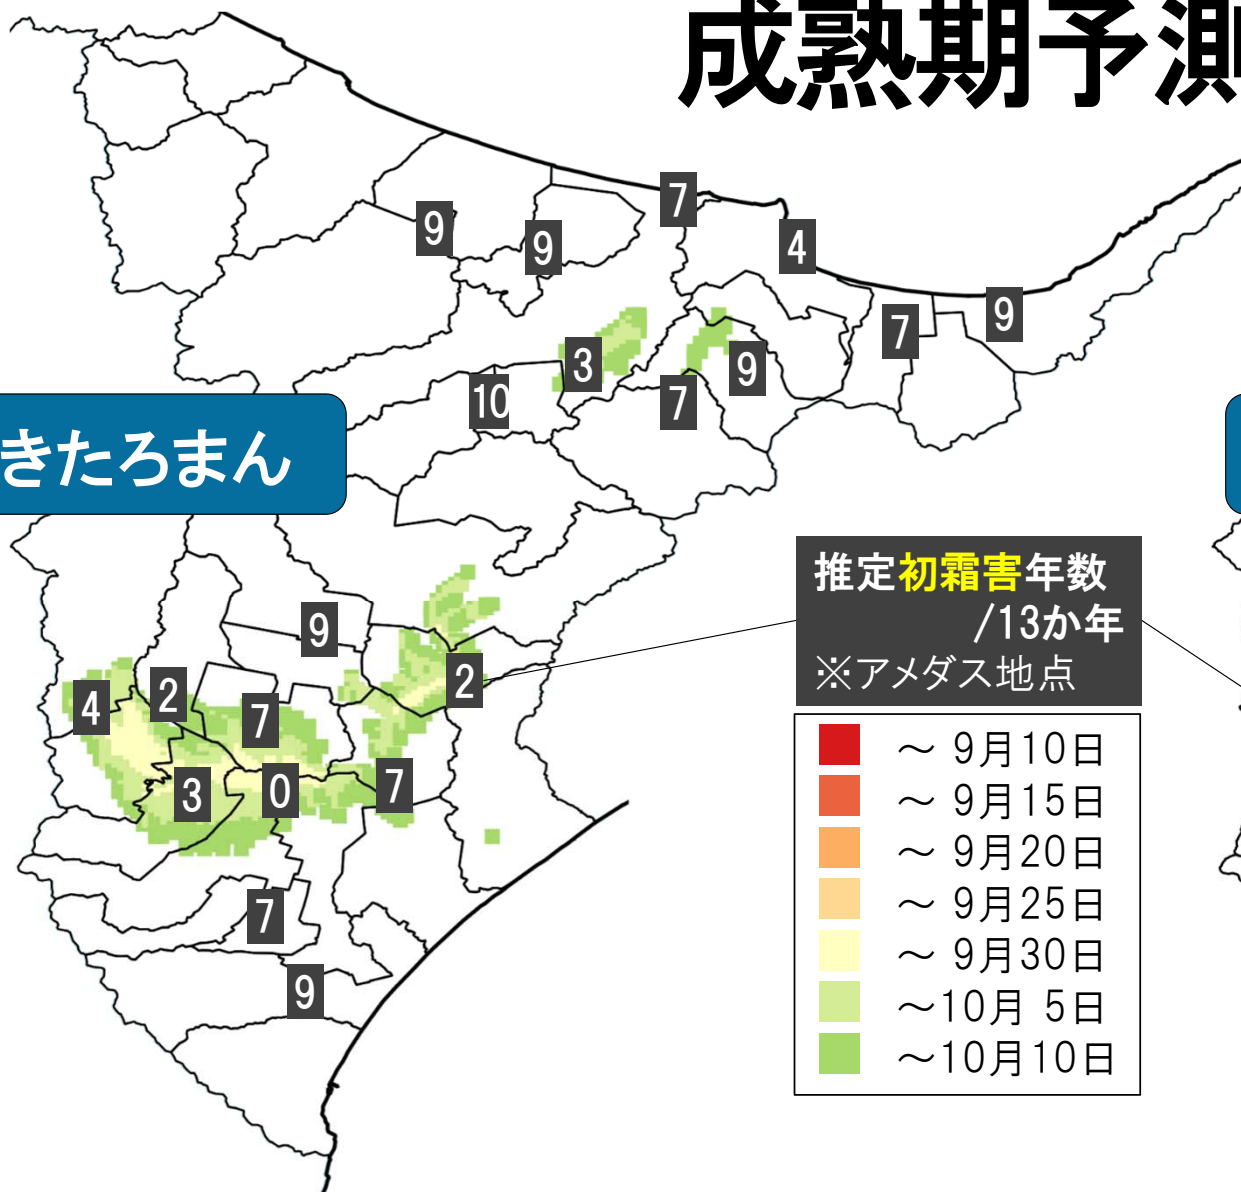 成熟期予測
7
9
9
4
9
7
3
9
10
7
きたろまん
推定初霜害年数
/13か年
※アメダス地点
9
2
2
4
7
3
0
7
7
9
～ 9月10日
～ 9月15日
～ 9月20日
～ 9月25日
～ 9月30日
～10月 5日
～10月10日